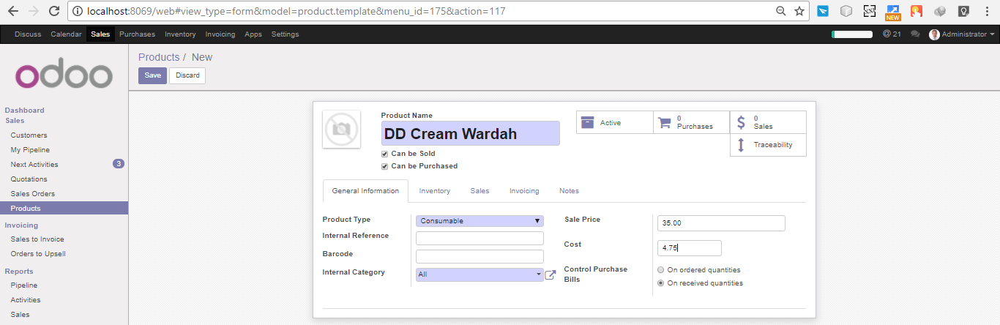 localhost:8069/web#view_type=form&model=product.template&menu_id=175&action=117
NEW
Discuss Calendar Sales Purchases Inventory Invoicing Apps Settings @ 21 Administrator
odoo
Products / New
Save Discard
Dashboard
Sales
Customers
My Pipeline
Next Activities 3
Quotations
Sales Orders
Products
Invoicing
Sales to Invoice
Orders to Upsell
Reports
Pipeline
Activities
Sales
Product Name
DD Cream Wardah
Can be Sold
Can be Purchased
Active
0
Purchases
0
Sales
Traceability
General Information Inventory Sales Invoicing Notes
Product Type Consumable
Internal Reference
Barcode
Internal Category All
Sale Price 35.00
Cost 4.75
Control Purchase
Bills
On ordered quantities
On received quantities